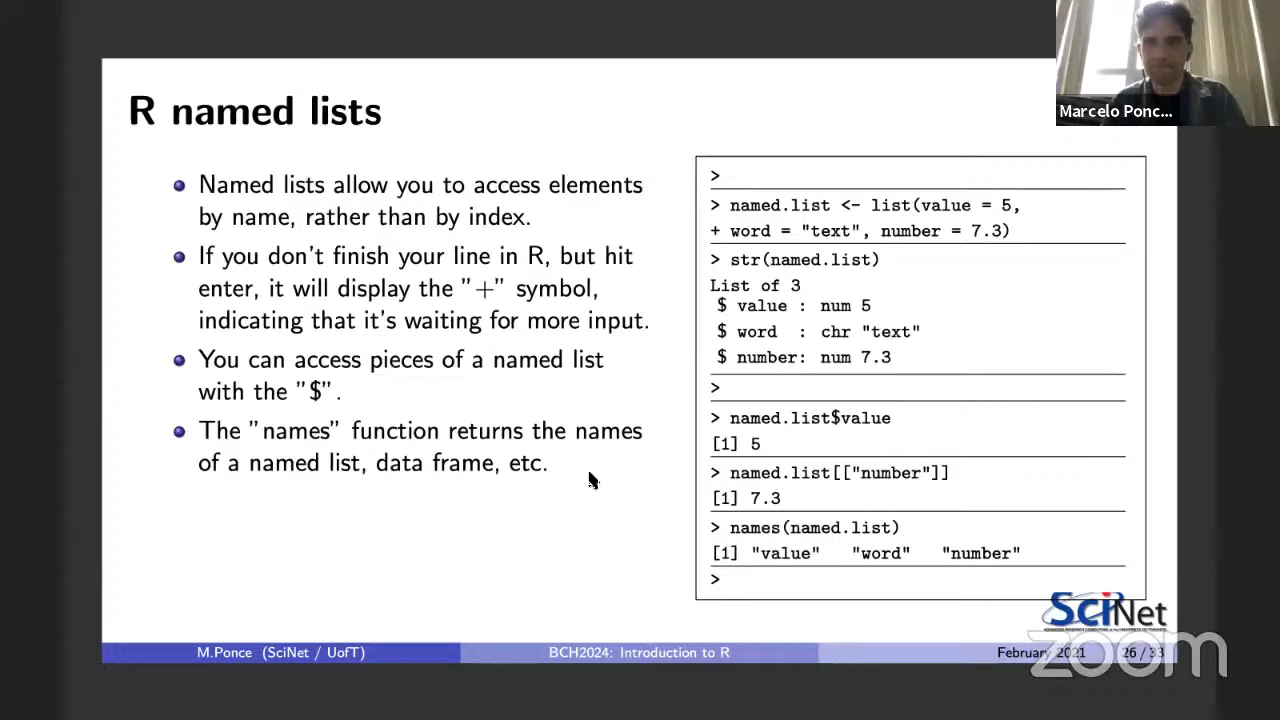 Marcelo Ponc...
R named lists
Named lists allow you to access elements
by name, rather than by index.
If you don't finish your line in R, but hit
enter, it will display the "+" symbol,
indicating that it's waiting for more input.
You can access pieces of a named list
with the "$".
The "names" function returns the names
of a named list, data frame, etc.
>
> named.list <- list(value = 5,
+ word = "text", number = 7.3)
> str(named.list)
List of 3
$ value : num 5
$ word : chr "text"
$ number: num 7.3
>
> named.list$value
[1] 5
> named.list[["number"]]
[1] 7.3
> names(named.list)
[1] "value" "word" "number"
>
SciNet
M.Ponce (SciNet / UofT)
BCH2024: Introduction to R
February 2021
26 / 33
zoom